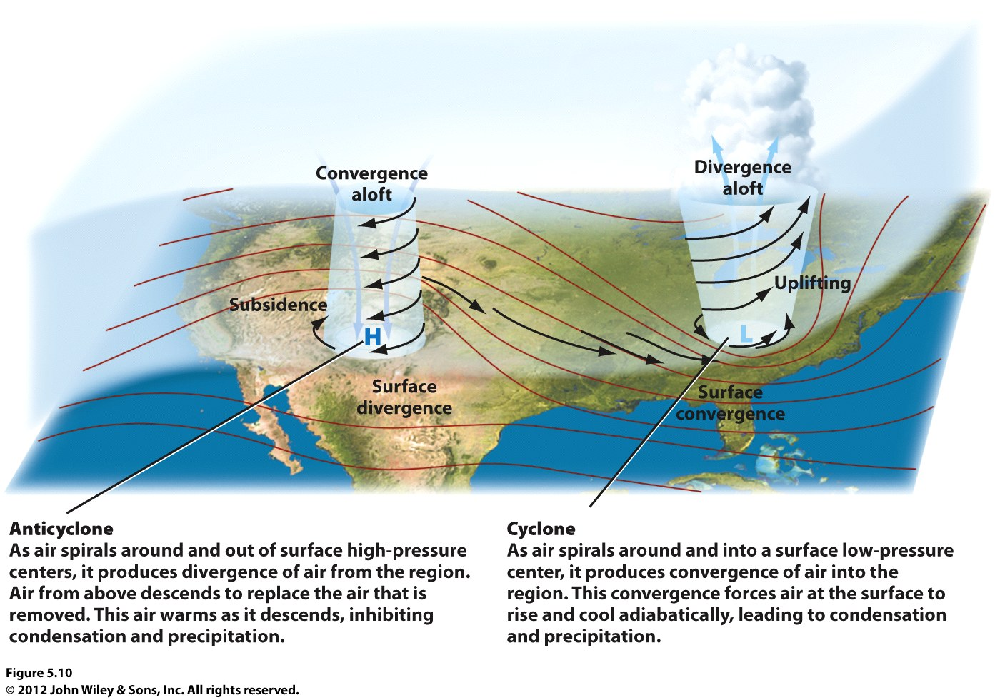 Convergence
aloft
Divergence
aloft
Uplifting
Subsidence
H
L
Surface
divergence
Surface
convergence
Anticyclone
As air spirals around and out of surface high-pressure
centers, it produces divergence of air from the region.
Air from above descends to replace the air that is
removed. This air warms as it descends, inhibiting
condensation and precipitation.
Cyclone
As air spirals around and into a surface low-pressure
center, it produces convergence of air into the
region. This convergence forces air at the surface to
rise and cool adiabatically, leading to condensation
and precipitation.
Figure 5.10
© 2012 John Wiley & Sons, Inc. All rights reserved.